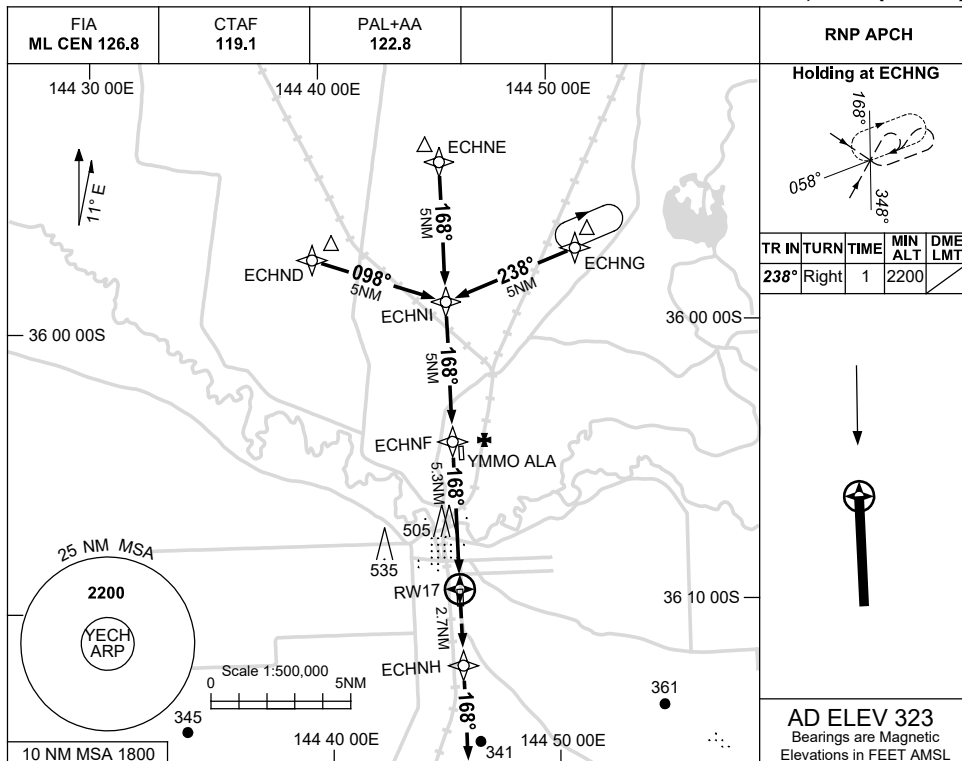 FIA
ML CEN 126.8
CTAF
119.1
PAL+AA
122.8
RNP APCH
144 30 00E
144 40 00E
144 50 00E
11° E
ECHNE
168°
5NM
ECHND
098°
5NM
ECHNG
238°
5NM
ECHNI
36 00 00S
36 00 00S
168°
5NM
ECHNF
YMMO ALA
168°
5.3NM
505
535
RW17
36 10 00S
2.7NM
ECHNH
168°
25 NM MSA
2200
YECH
ARP
Scale 1:500,000
0
5NM
345
361
341
10 NM MSA 1800
144 40 00E
144 50 00E
Holding at ECHNG
168°
058°
348°
TR IN TURN TIME MIN ALT DME LMT
238° Right 1 2200
AD ELEV 323
Bearings are Magnetic
Elevations in FEET AMSL